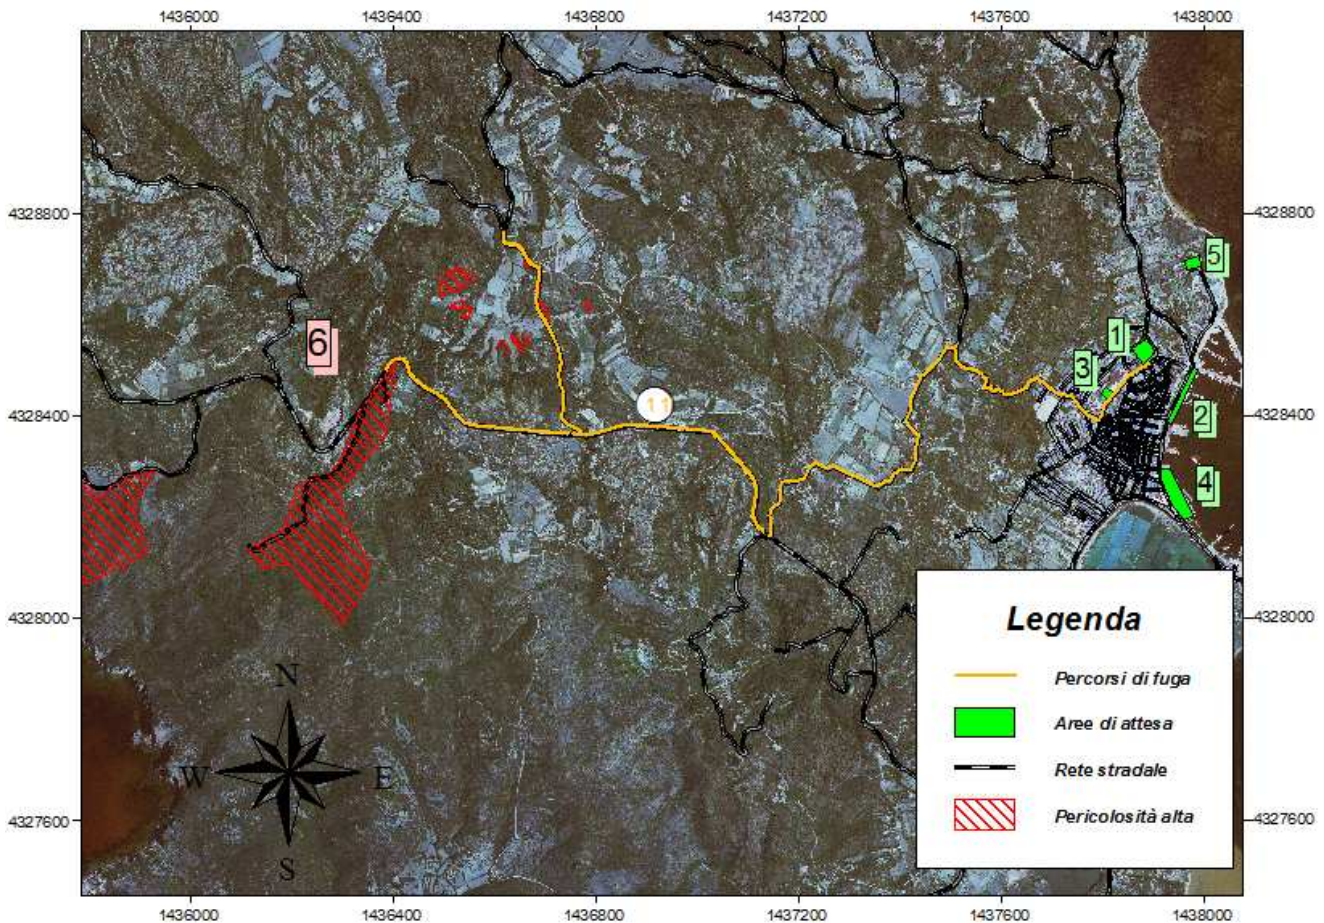 1436000 1436400 1436800 1437200 1437600 1438000
4328800 4328800
5
1
6
3
11
4328400 4328400
2
4
Legenda
4328000 4328000
Percorsi di fuga
N
Aree di attesa
W E
Rete stradale
4327600 4327600
Pericolosità alta
S
1436000 1436400 1436800 1437200 1437600 1438000